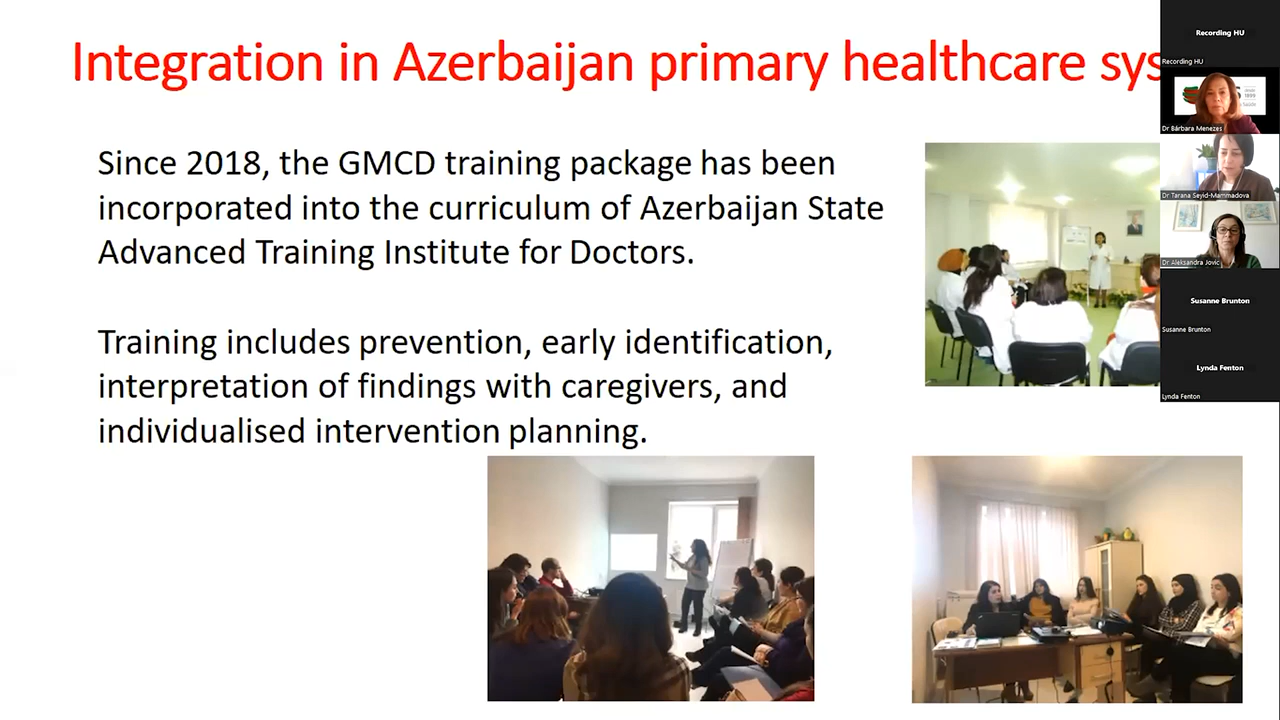 Integration in Azerbaijan primary healthcare sys
Since 2018, the GMCD training package has been
incorporated into the curriculum of Azerbaijan State
Advanced Training Institute for Doctors.
Training includes prevention, early identification,
interpretation of findings with caregivers, and
individualised intervention planning.
Recording HU
Recording HU
Dr Bárbara Menezes
Dr Tarana Seyid-Mammadova
Dr Aleksandra Jovic
Susanne Brunton
Susanne Brunton
Lynda Fenton
Lynda Fenton